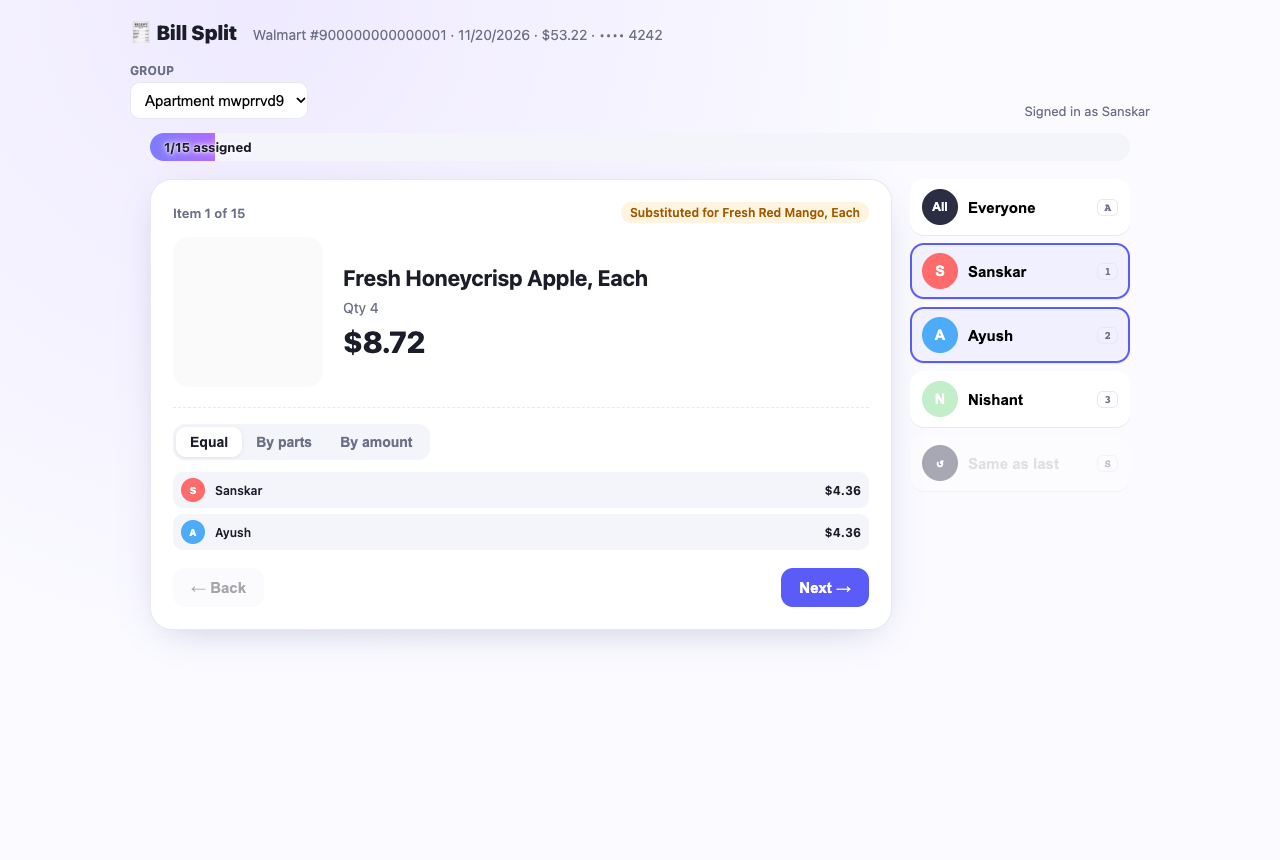 Bill Split Walmart #900000000000001 · 11/20/2026 · $53.22 · •••• 4242
GROUP
Apartment mwprrvd9
Signed in as Sanskar
1/15 assigned
Item 1 of 15
Substituted for Fresh Red Mango, Each
Fresh Honeycrisp Apple, Each
Qty 4
$8.72
Equal By parts By amount
S Sanskar $4.36
A Ayush $4.36
← Back Next →
All Everyone A
S Sanskar 1
A Ayush 2
N Nishant 3
↺ Same as last S